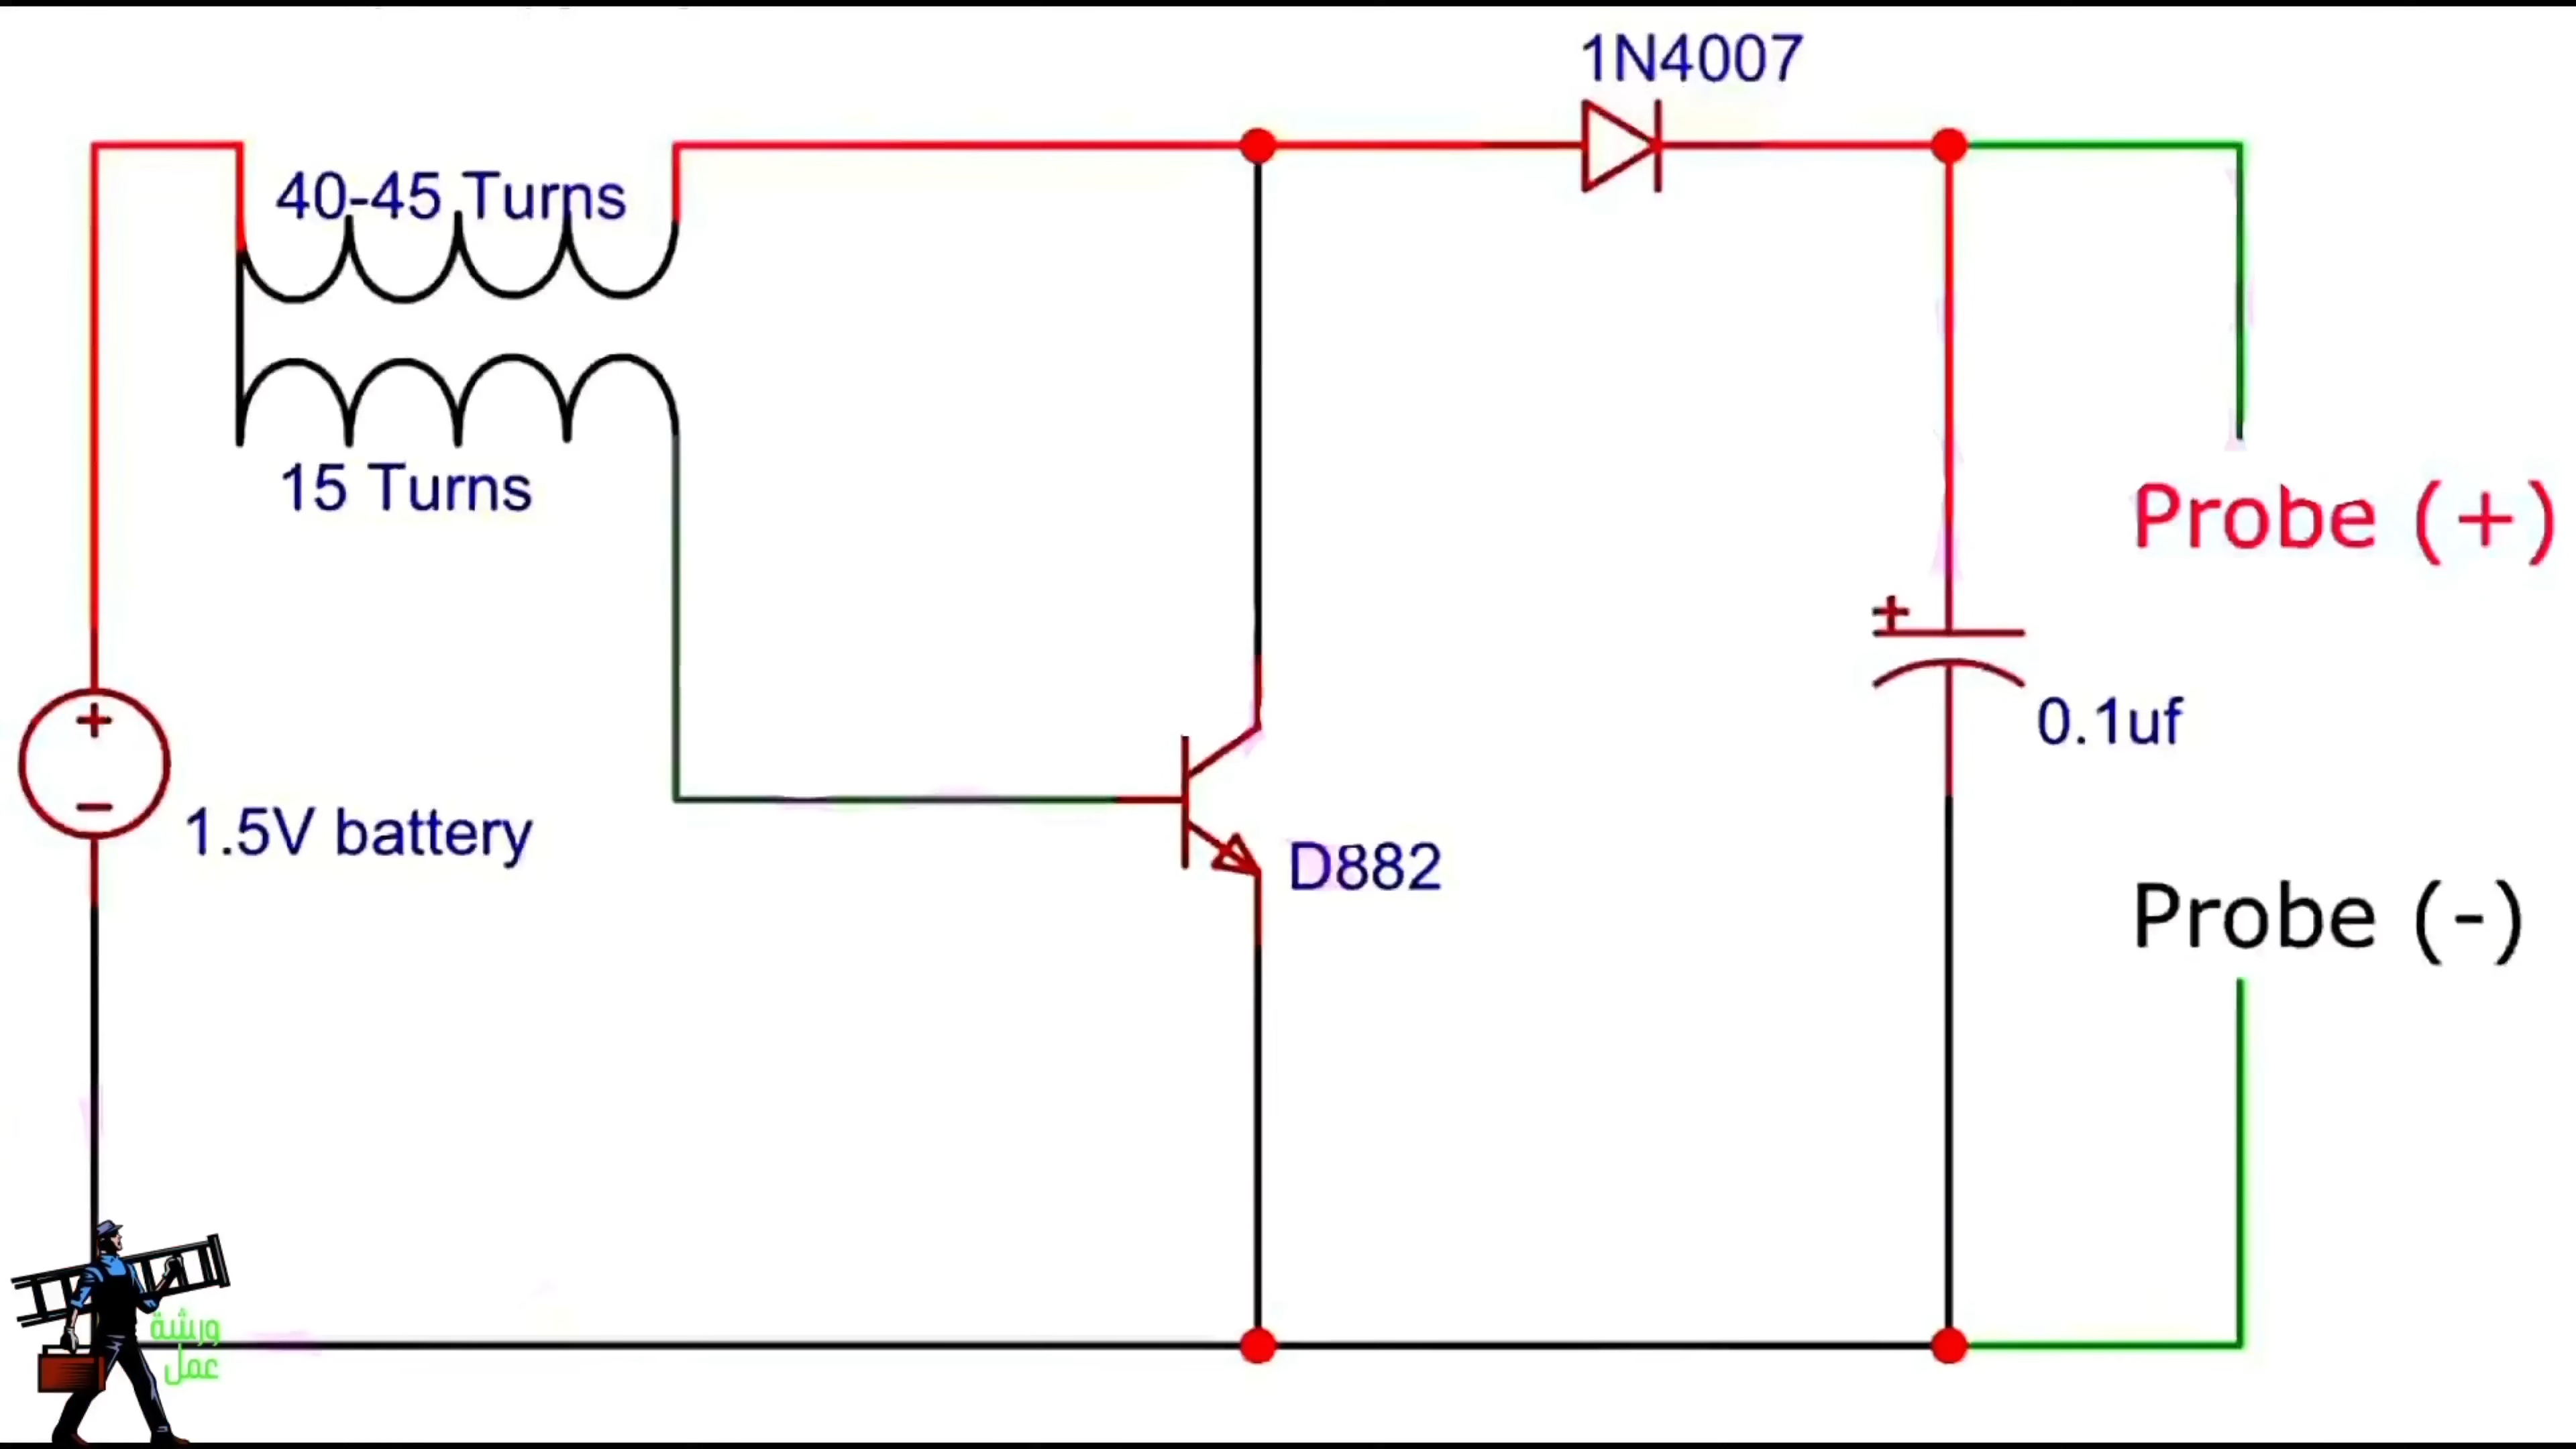 1N4007
40-45 Turns
15 Turns
Probe (+)
+
0.1uf
+
-
1.5V battery
D882
Probe (-)
ورشة
عمل